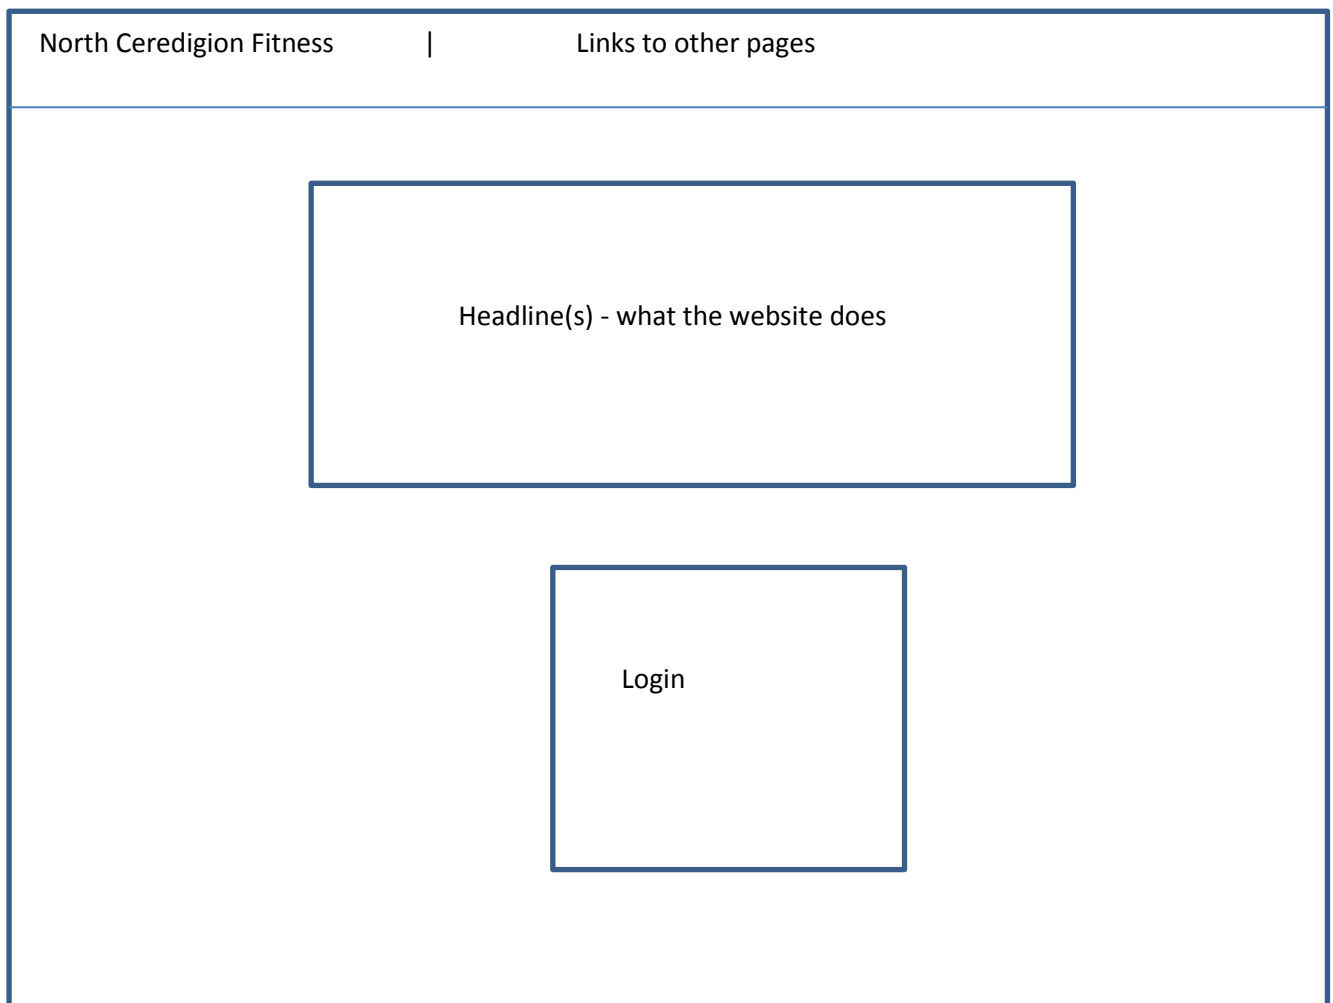 North Ceredigion Fitness | Links to other pages
Headline(s) - what the website does
Login